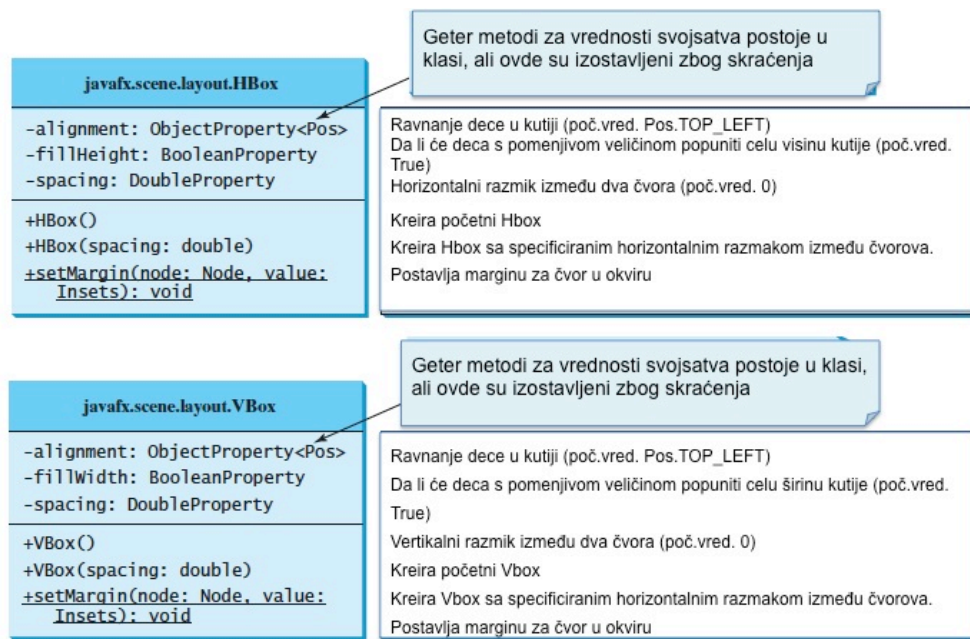 Geter metodi za vrednosti svojsatva postoje u
klasi, ali ovde su izostavljeni zbog skraćenja
javafx.scene.layout.HBox
-alignment: ObjectProperty<Pos>
-fillHeight: BooleanProperty
-spacing: DoubleProperty
+HBox()
+HBox(spacing: double)
+setMargin(node: Node, value:
Insets): void
Ravnanje dece u kutiji (poč.vred. Pos.TOP_LEFT)
Da li će deca s pomenjivom veličinom popuniti celu visinu kutije (poč.vred.
True)
Horizontalni razmik između dva čvora (poč.vred. 0)
Kreira početni Hbox
Kreira Hbox sa specificiranim horizontalnim razmakom između čvorova.
Postavlja marginu za čvor u okviru
Geter metodi za vrednosti svojsatva postoje u klasi,
ali ovde su izostavljeni zbog skraćenja
javafx.scene.layout.VBox
-alignment: ObjectProperty<Pos>
-fillWidth: BooleanProperty
-spacing: DoubleProperty
+VBox()
+VBox(spacing: double)
+setMargin(node: Node, value:
Insets): void
Ravnanje dece u kutiji (poč.vred. Pos.TOP_LEFT)
Da li će deca s pomenjivom veličinom popuniti celu širinu kutije (poč.vred.
True)
Vertikalni razmik između dva čvora (poč.vred. 0)
Kreira početni Vbox
Kreira Vbox sa specificiranim horizontalnim razmakom između čvorova.
Postavlja marginu za čvor u okviru